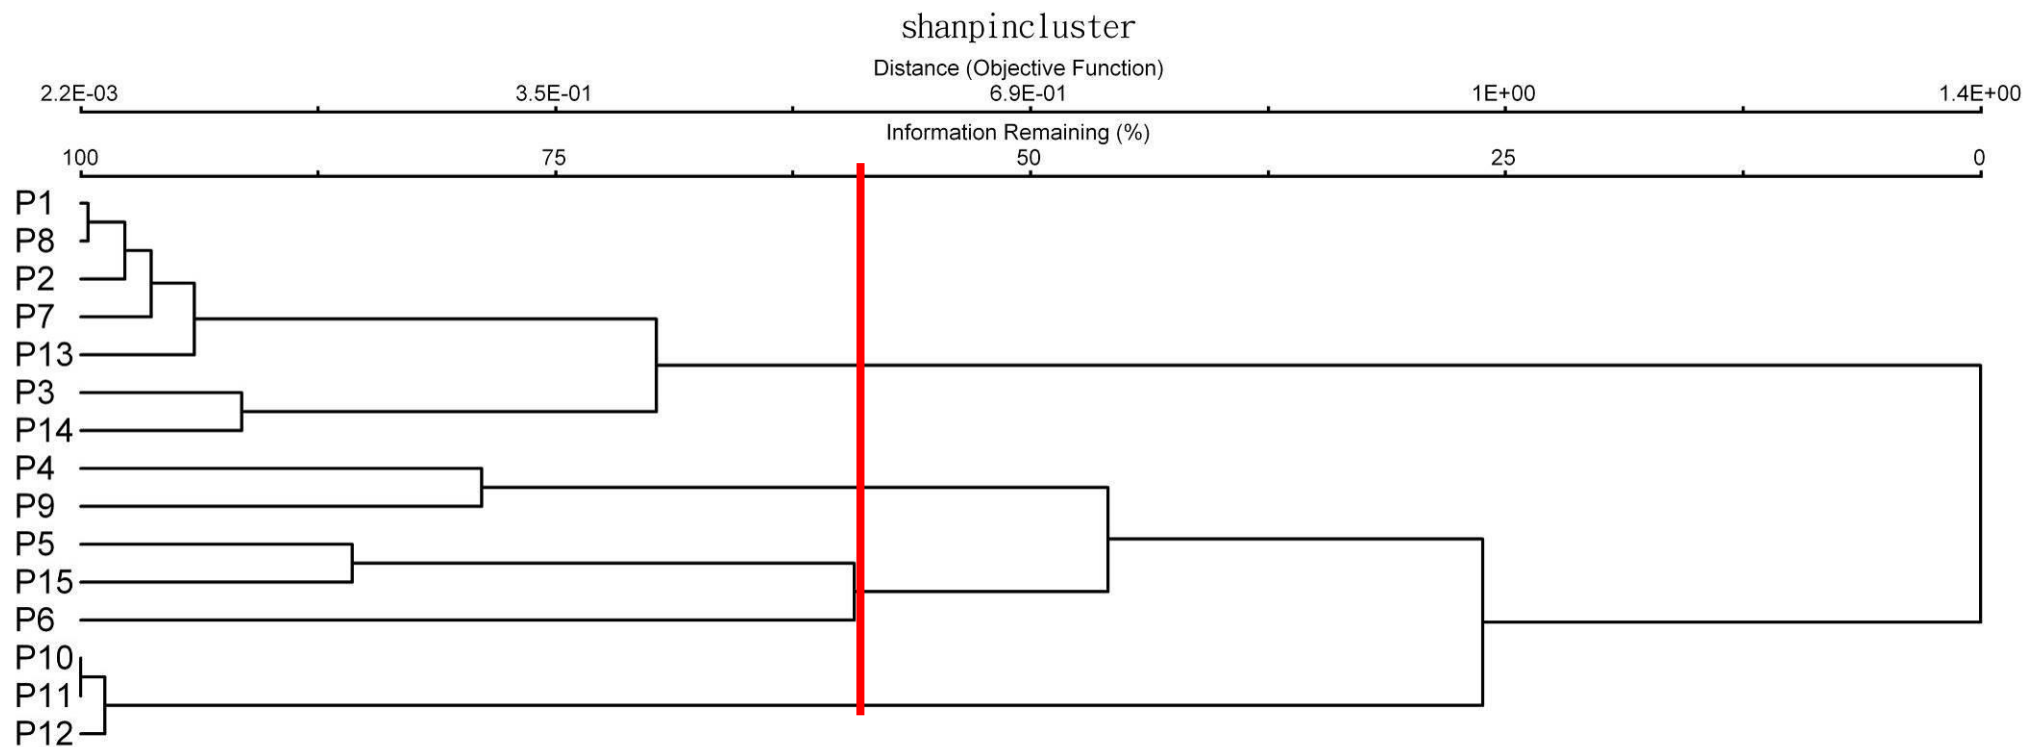 shanpincluster
Distance (Objective Function)
2.2E-03 3.5E-01 6.9E-01 1E+00 1.4E+00
Information Remaining (%)
100 75 50 25 0
P1
P8
P2
P7
P13
P3
P14
P4
P9
P5
P15
P6
P10
P11
P12